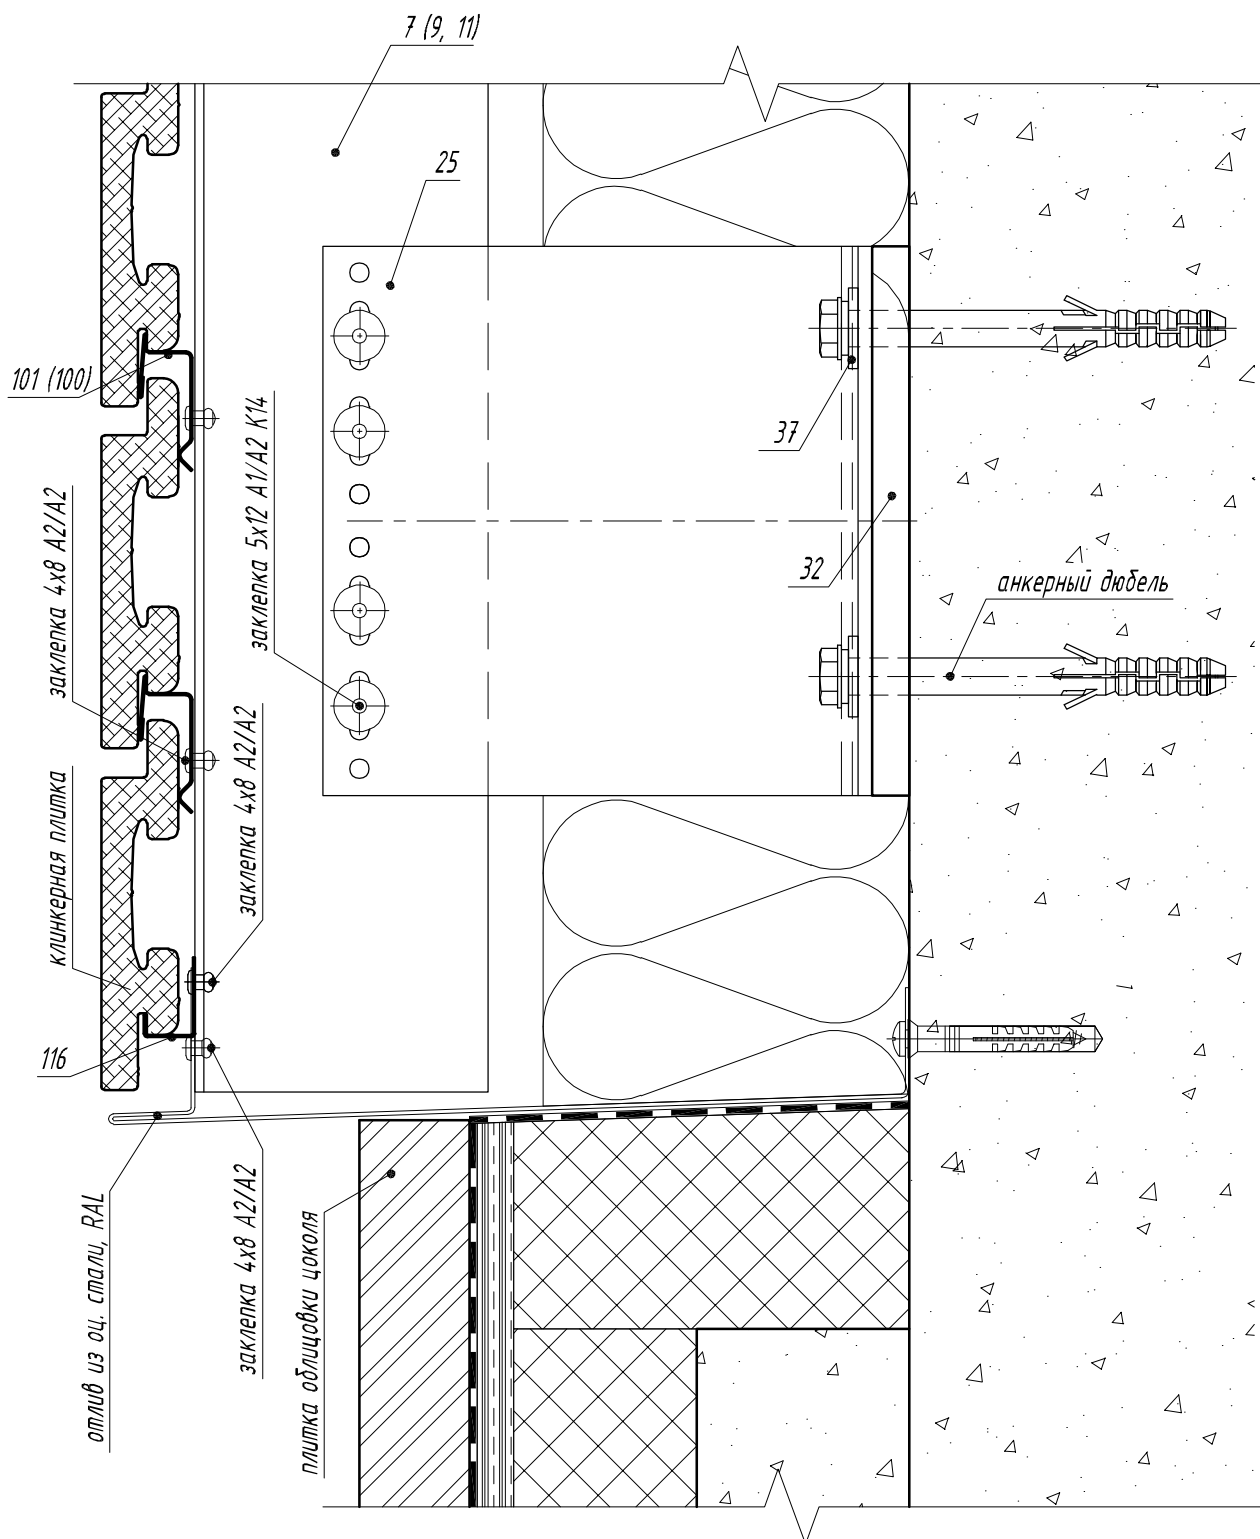 7 (9, 11)
25
101 (100)
37
заклепка 5х12 А1/А2 К14
заклепка 4х8 А2/А2
32
анкерный дюбель
заклепка 4х8 А2/А2
клинкерная плитка
116
отлив из оц. стали, RAL
заклепка 4х8 А2/А2
плитка облицовки цоколя